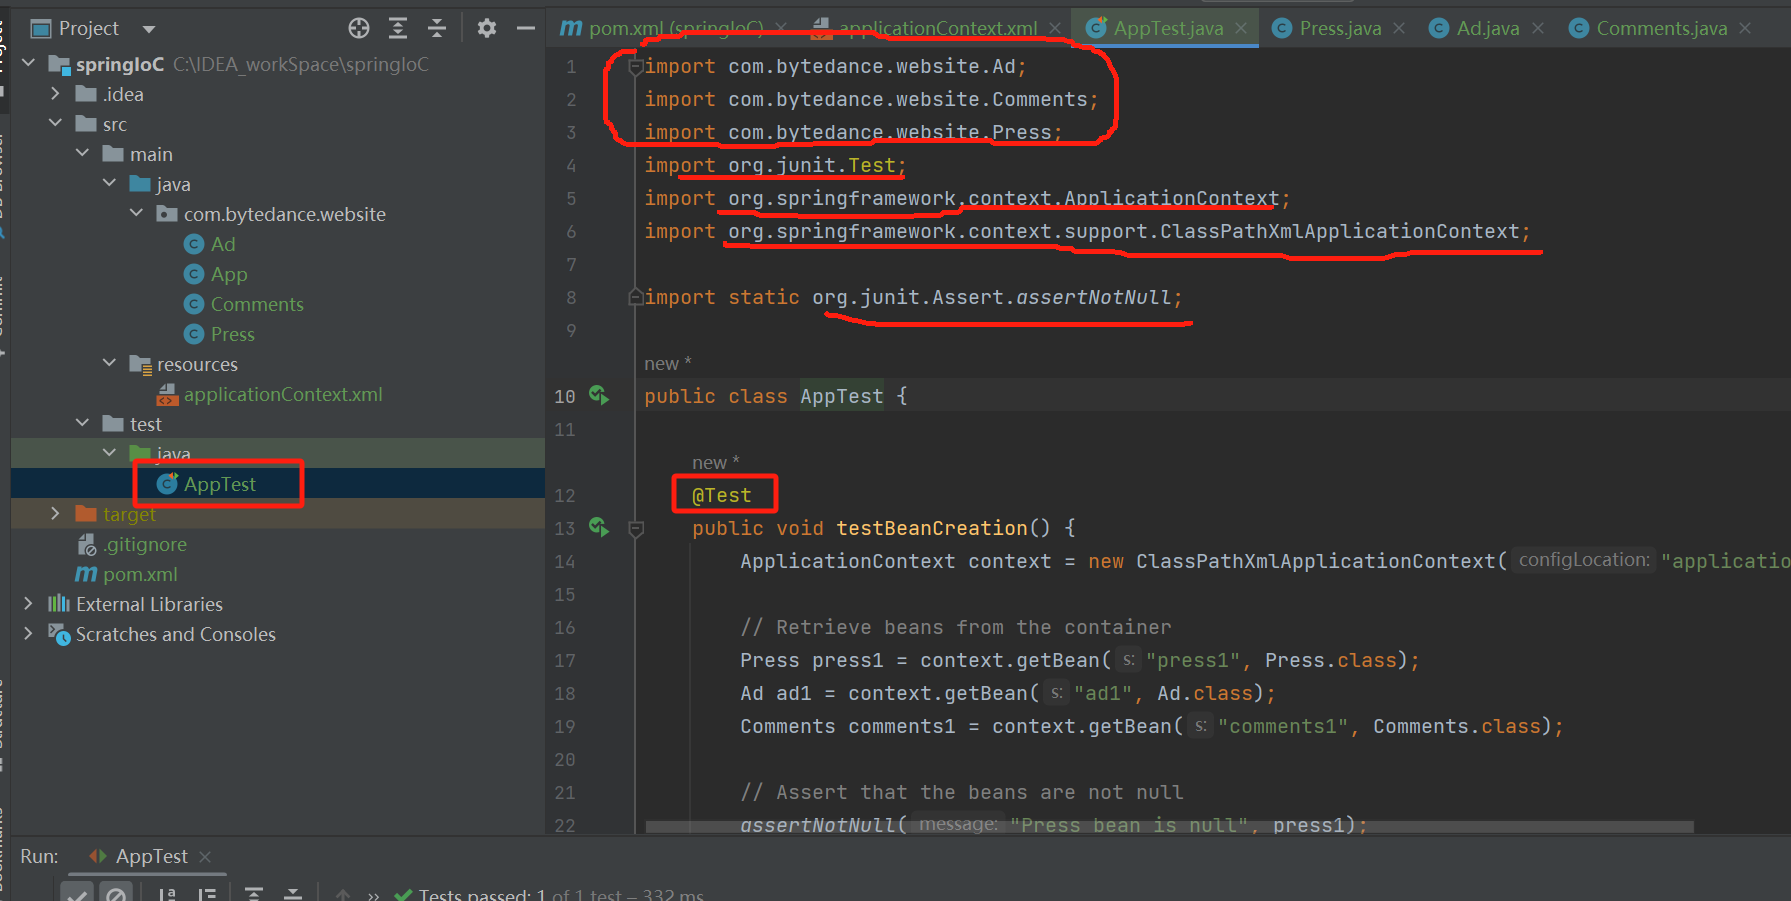 Project
springIoC C:\IDEA_workSpace\springIoC
.idea
src
main
java
com.bytedance.website
Ad
App
Comments
Press
resources
applicationContext.xml
test
java
AppTest
target
.gitignore
pom.xml
External Libraries
Scratches and Consoles
pom.xml (springIoC)
applicationContext.xml
AppTest.java
Press.java
Ad.java
Comments.java
1 import com.bytedance.website.Ad;
2 import com.bytedance.website.Comments;
3 import com.bytedance.website.Press;
4 import org.junit.Test;
5 import org.springframework.context.ApplicationContext;
6 import org.springframework.context.support.ClassPathXmlApplicationContext;
7
8 import static org.junit.Assert.assertNotNull;
9
new *
10 public class AppTest {
11
new *
12 @Test
13 public void testBeanCreation() {
14 ApplicationContext context = new ClassPathXmlApplicationContext( configLocation: "applicatio
15
16 // Retrieve beans from the container
17 Press press1 = context.getBean( s: "press1", Press.class);
18 Ad ad1 = context.getBean( s: "ad1", Ad.class);
19 Comments comments1 = context.getBean( s: "comments1", Comments.class);
20
21 // Assert that the beans are not null
22 assertNotNull( message: "Press bean is null", press1);
Run: AppTest
Tests passed: 1 of 1 test – 332 ms